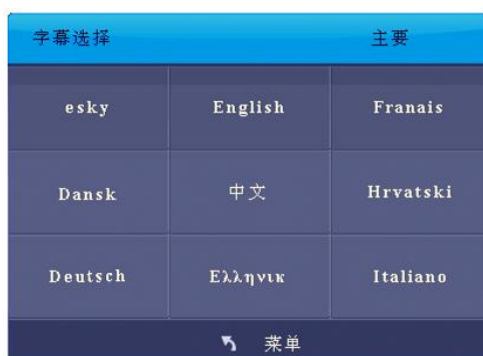 字幕选择 主要
esky English Franais
Dansk 中文 Hrvatski
Deutsch Ελληνικ Italiano
菜单